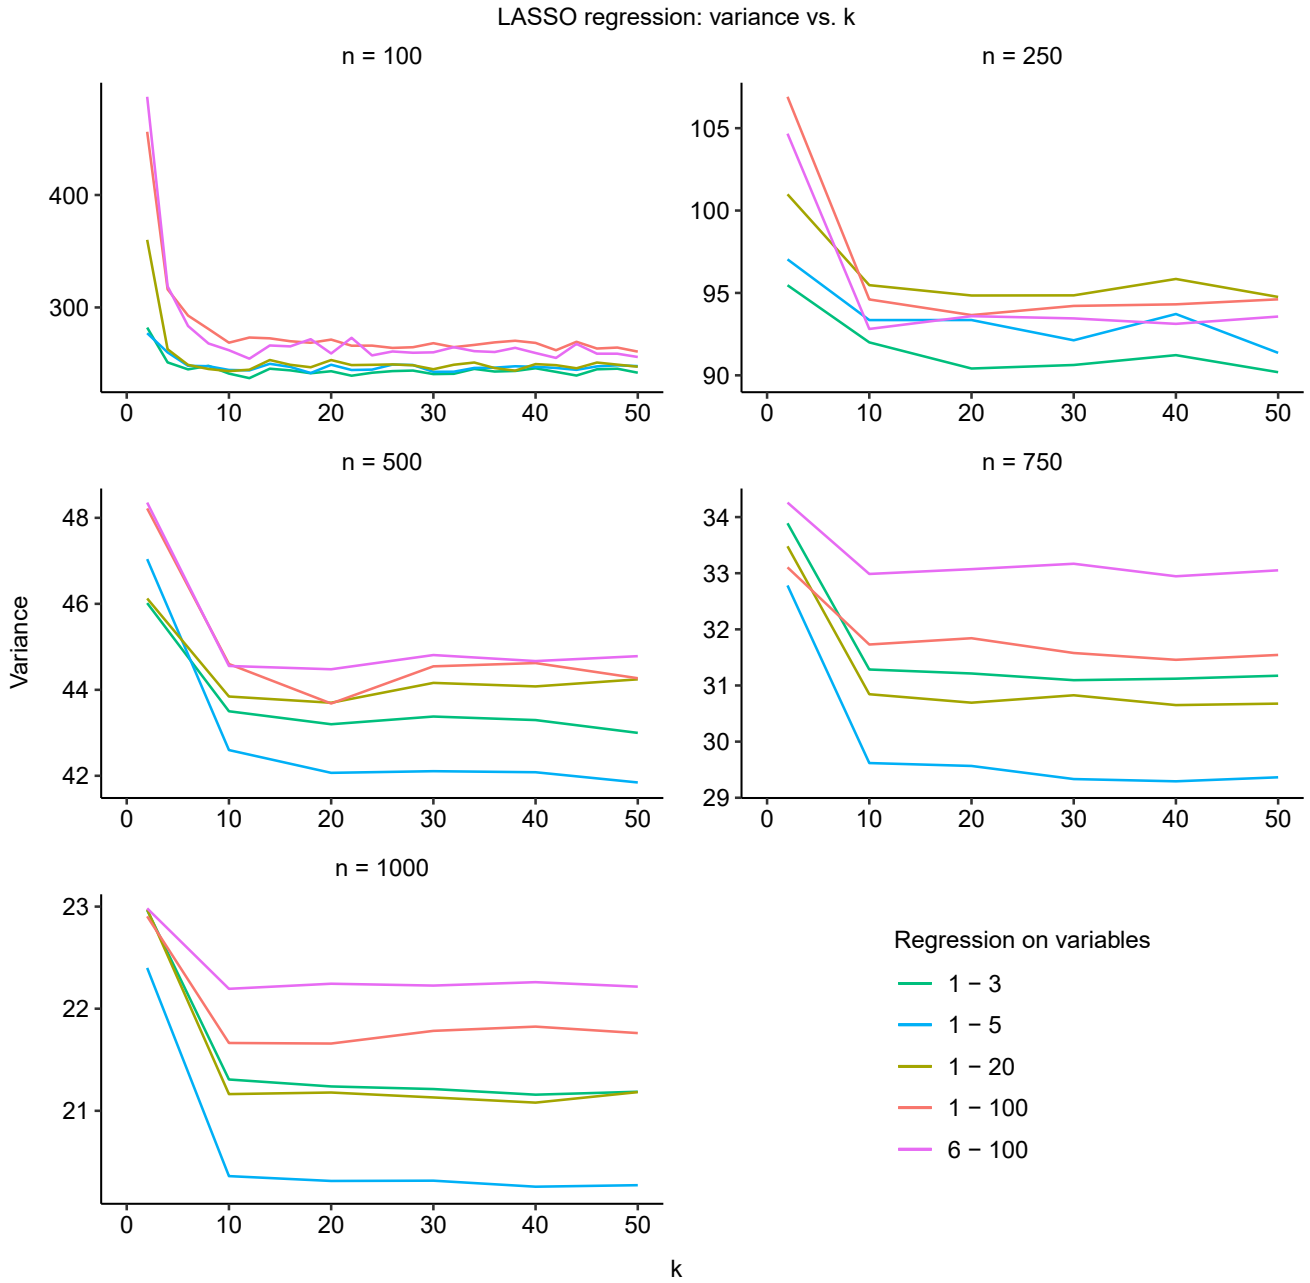 LASSO regression: variance vs. k
n = 100
400
300
0 10 20 30 40 50
n = 250
105
100
95
90
0 10 20 30 40 50
n = 500
48
46
44
42
0 10 20 30 40 50
n = 750
34
33
32
31
30
29
0 10 20 30 40 50
n = 1000
23
22
21
0 10 20 30 40 50
Variance
k
Regression on variables
1 − 3
1 − 5
1 − 20
1 − 100
6 − 100